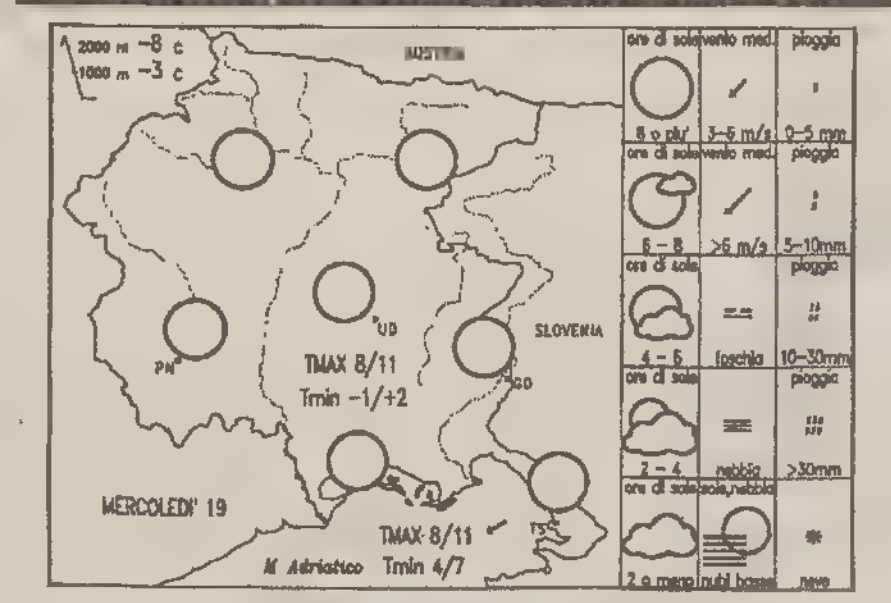 2000 m -8 c
1000 m -3 c
AUSTRIA
UD
SLOVENIA
PN
TMAX 8/11
Tmin -1/+2
GO
MERCOLEDI' 19
TS
TMAX 8/11
M Adriatico Tmin 4/7
ore di sole vento med. pioggia
8 o piu' 3-6 m/s 0-5 mm
ore di sole vento med. pioggia
6 - 8 >6 m/s 5-10mm
ore di sole pioggia
4 - 6 foschia 10-30mm
ore di sole pioggia
2 - 4 nebbia >30mm
ore di sole sole,nebbia
2 o meno nubi basse neve